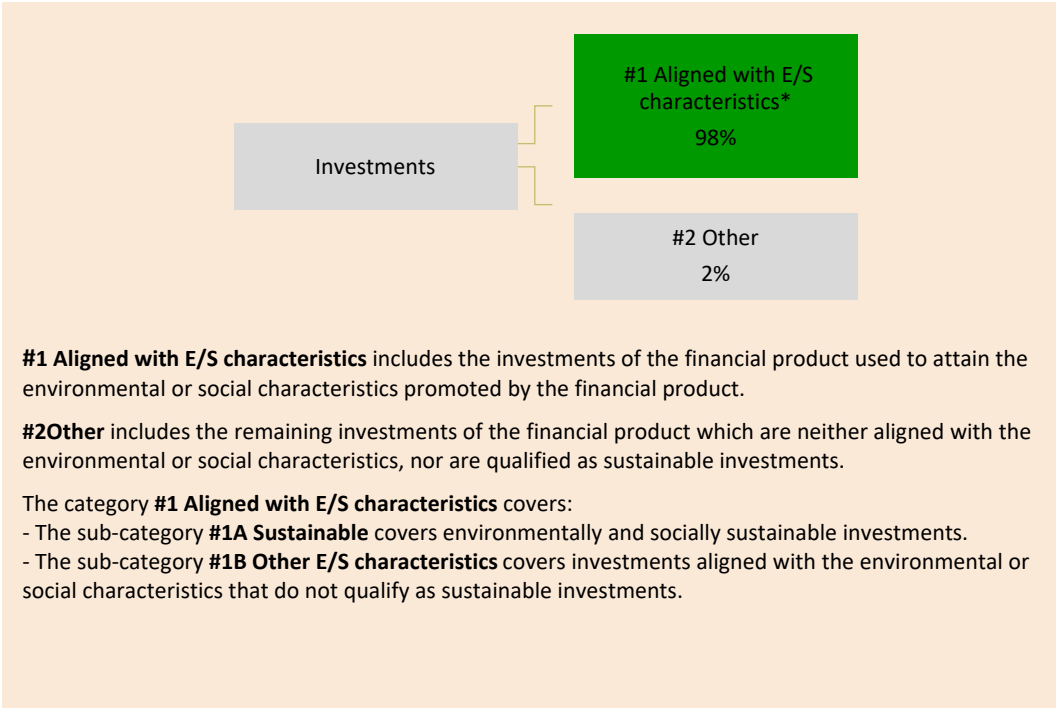 #1 Aligned with E/S
characteristics*
98%
Investments
#2 Other
2%
#1 Aligned with E/S characteristics includes the investments of the financial product used to attain the
environmental or social characteristics promoted by the financial product.
#2Other includes the remaining investments of the financial product which are neither aligned with the
environmental or social characteristics, nor are qualified as sustainable investments.
The category #1 Aligned with E/S characteristics covers:
- The sub-category #1A Sustainable covers environmentally and socially sustainable investments.
- The sub-category #1B Other E/S characteristics covers investments aligned with the environmental or
social characteristics that do not qualify as sustainable investments.